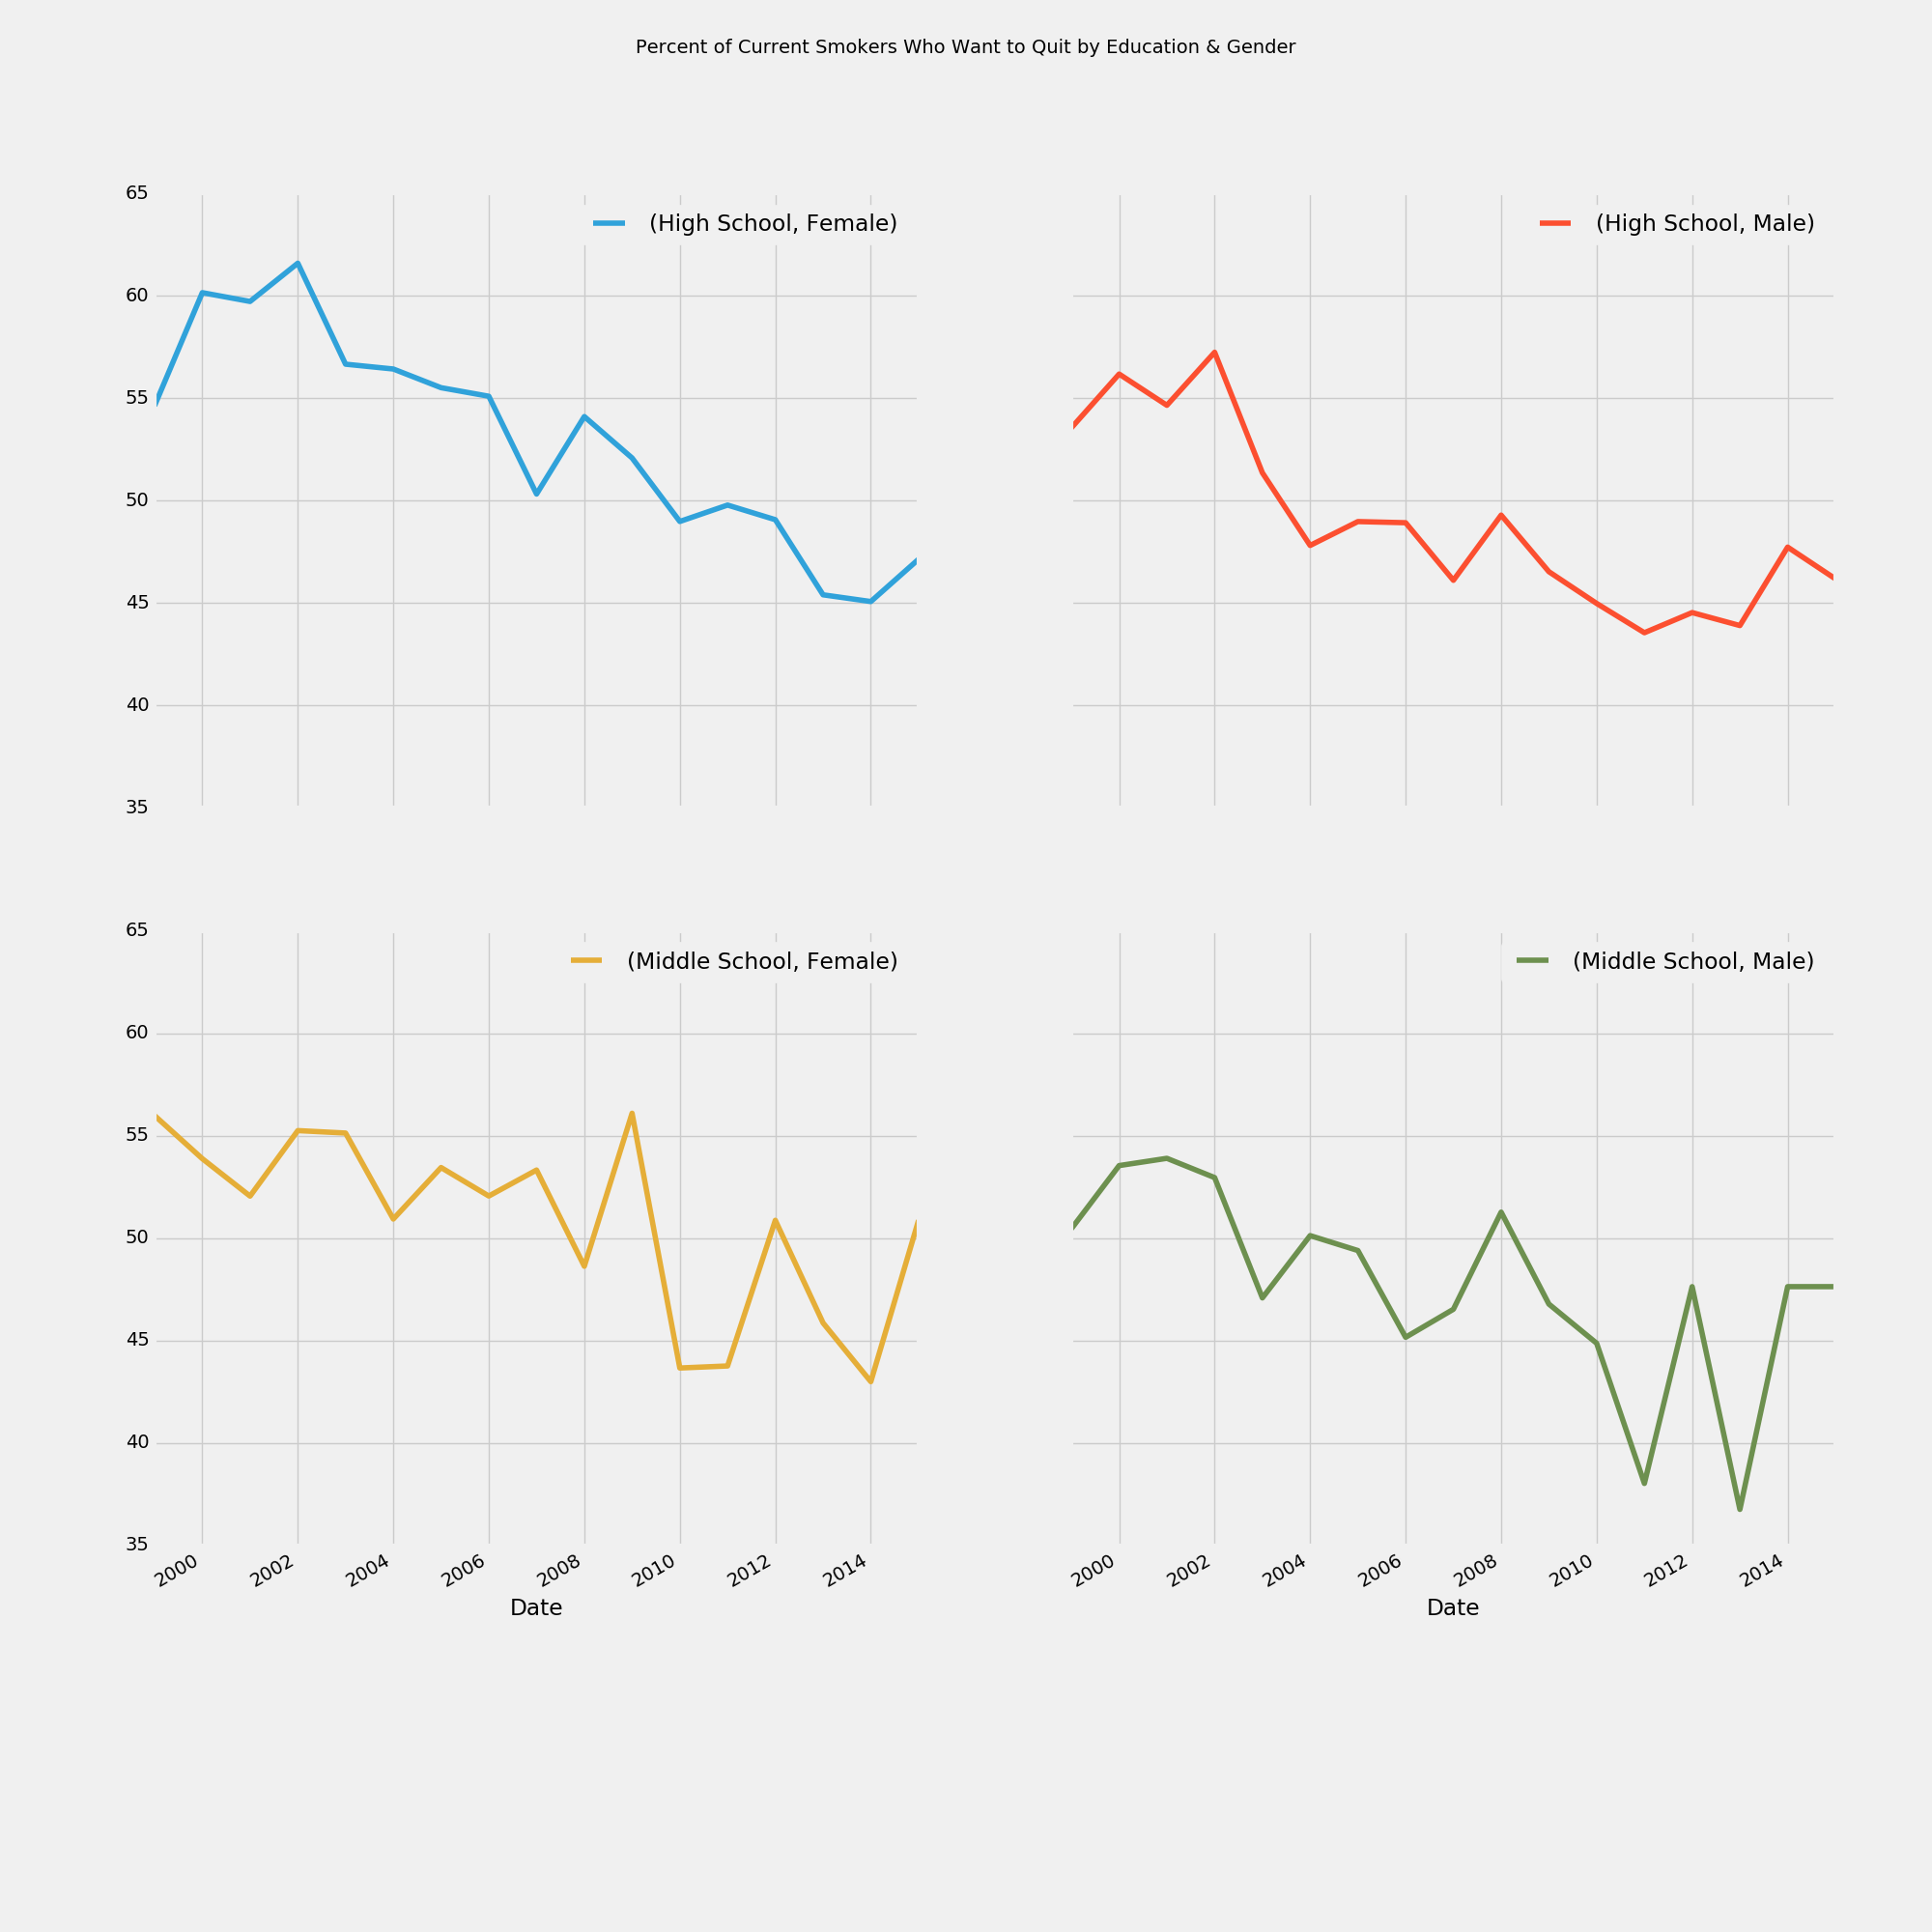 Percent of Current Smokers Who Want to Quit by Education & Gender
65
60
55
50
45
40
35
(High School, Female)
(High School, Male)
65
60
55
50
45
40
35
(Middle School, Female)
2000 2002 2004 2006 2008 2010 2012 2014
Date
(Middle School, Male)
2000 2002 2004 2006 2008 2010 2012 2014
Date